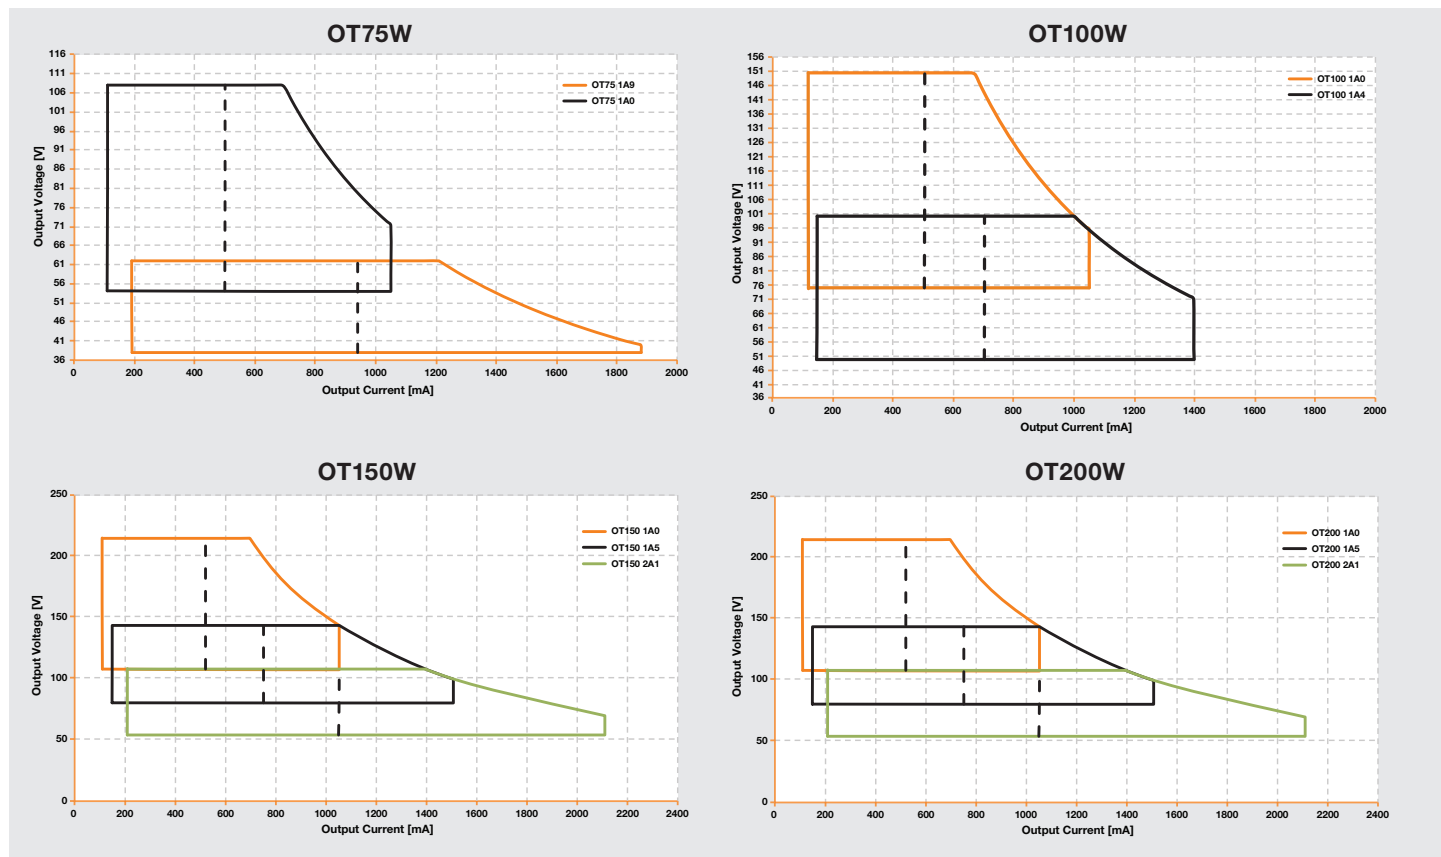 OT75W
116
111
106
101
96
91
86
81
76
71
66
61
56
51
46
41
36
Output Voltage [V]
OT75 1A9
OT75 1A0
0 200 400 600 800 1000 1200 1400 1600 1800 2000
Output Current [mA]
OT100W
156
151
146
141
136
131
126
121
116
111
106
101
96
91
86
81
76
71
66
61
56
51
46
41
36
Output Voltage [V]
OT100 1A0
OT100 1A4
0 200 400 600 800 1000 1200 1400 1600 1800 2000
Output Current [mA]
OT150W
250
200
150
100
50
0
Output Voltage [V]
OT150 1A0
OT150 1A5
OT150 2A1
0 200 400 600 800 1000 1200 1400 1600 1800 2000 2200 2400
Output Current [mA]
OT200W
250
200
150
100
50
0
Output Voltage [V]
OT200 1A0
OT200 1A5
OT200 2A1
0 200 400 600 800 1000 1200 1400 1600 1800 2000 2200 2400
Output Current [mA]